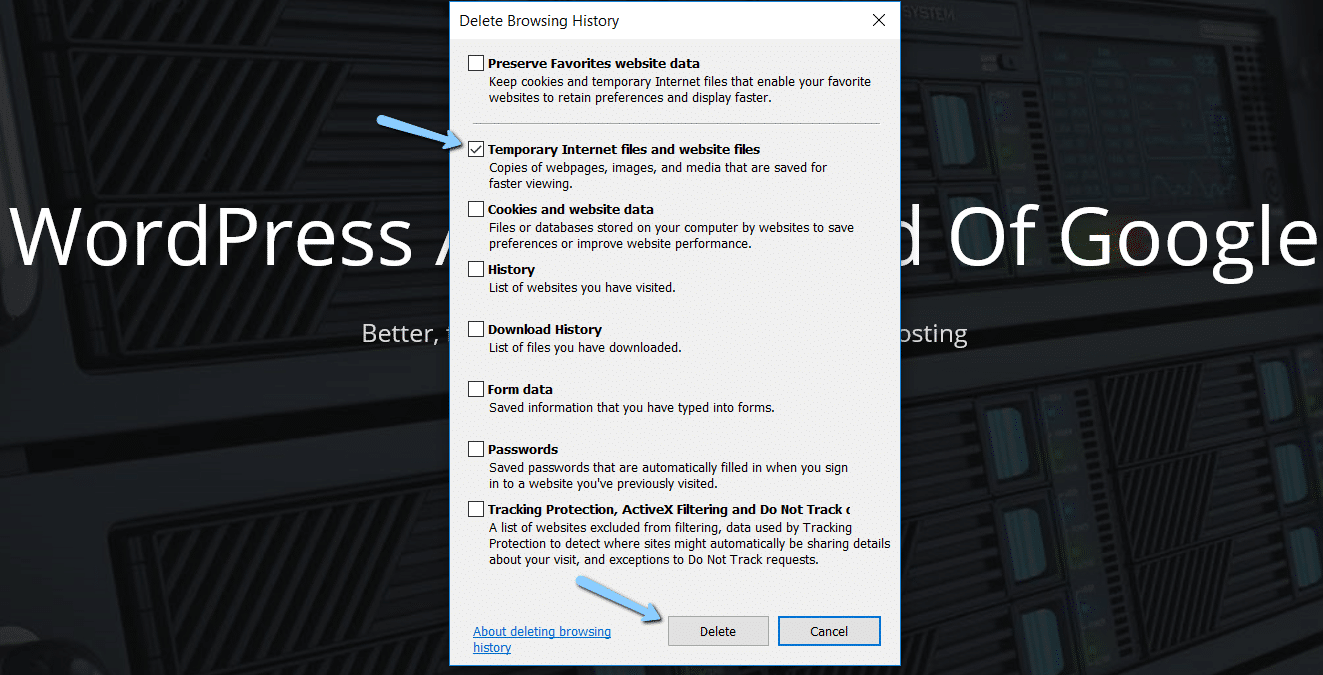 Delete Browsing History
SYSTEM
Preserve Favorites website data
Keep cookies and temporary Internet files that enable your favorite
websites to retain preferences and display faster.
Temporary Internet files and website files
Copies of webpages, images, and media that are saved for
faster viewing.
Cookies and website data
Files or databases stored on your computer by websites to save
preferences or improve website performance.
WordPress
Of Google
History
List of websites you have visited.
Download History
List of files you have downloaded.
Better,
osting
Form data
Saved information that you have typed into forms.
Passwords
Saved passwords that are automatically filled in when you sign
in to a website you've previously visited.
Tracking Protection, ActiveX Filtering and Do Not Track
A list of websites excluded from filtering, data used by Tracking
Protection to detect where sites might automatically be sharing details
about your visit, and exceptions to Do Not Track requests.
About deleting browsing
history
Delete
Cancel